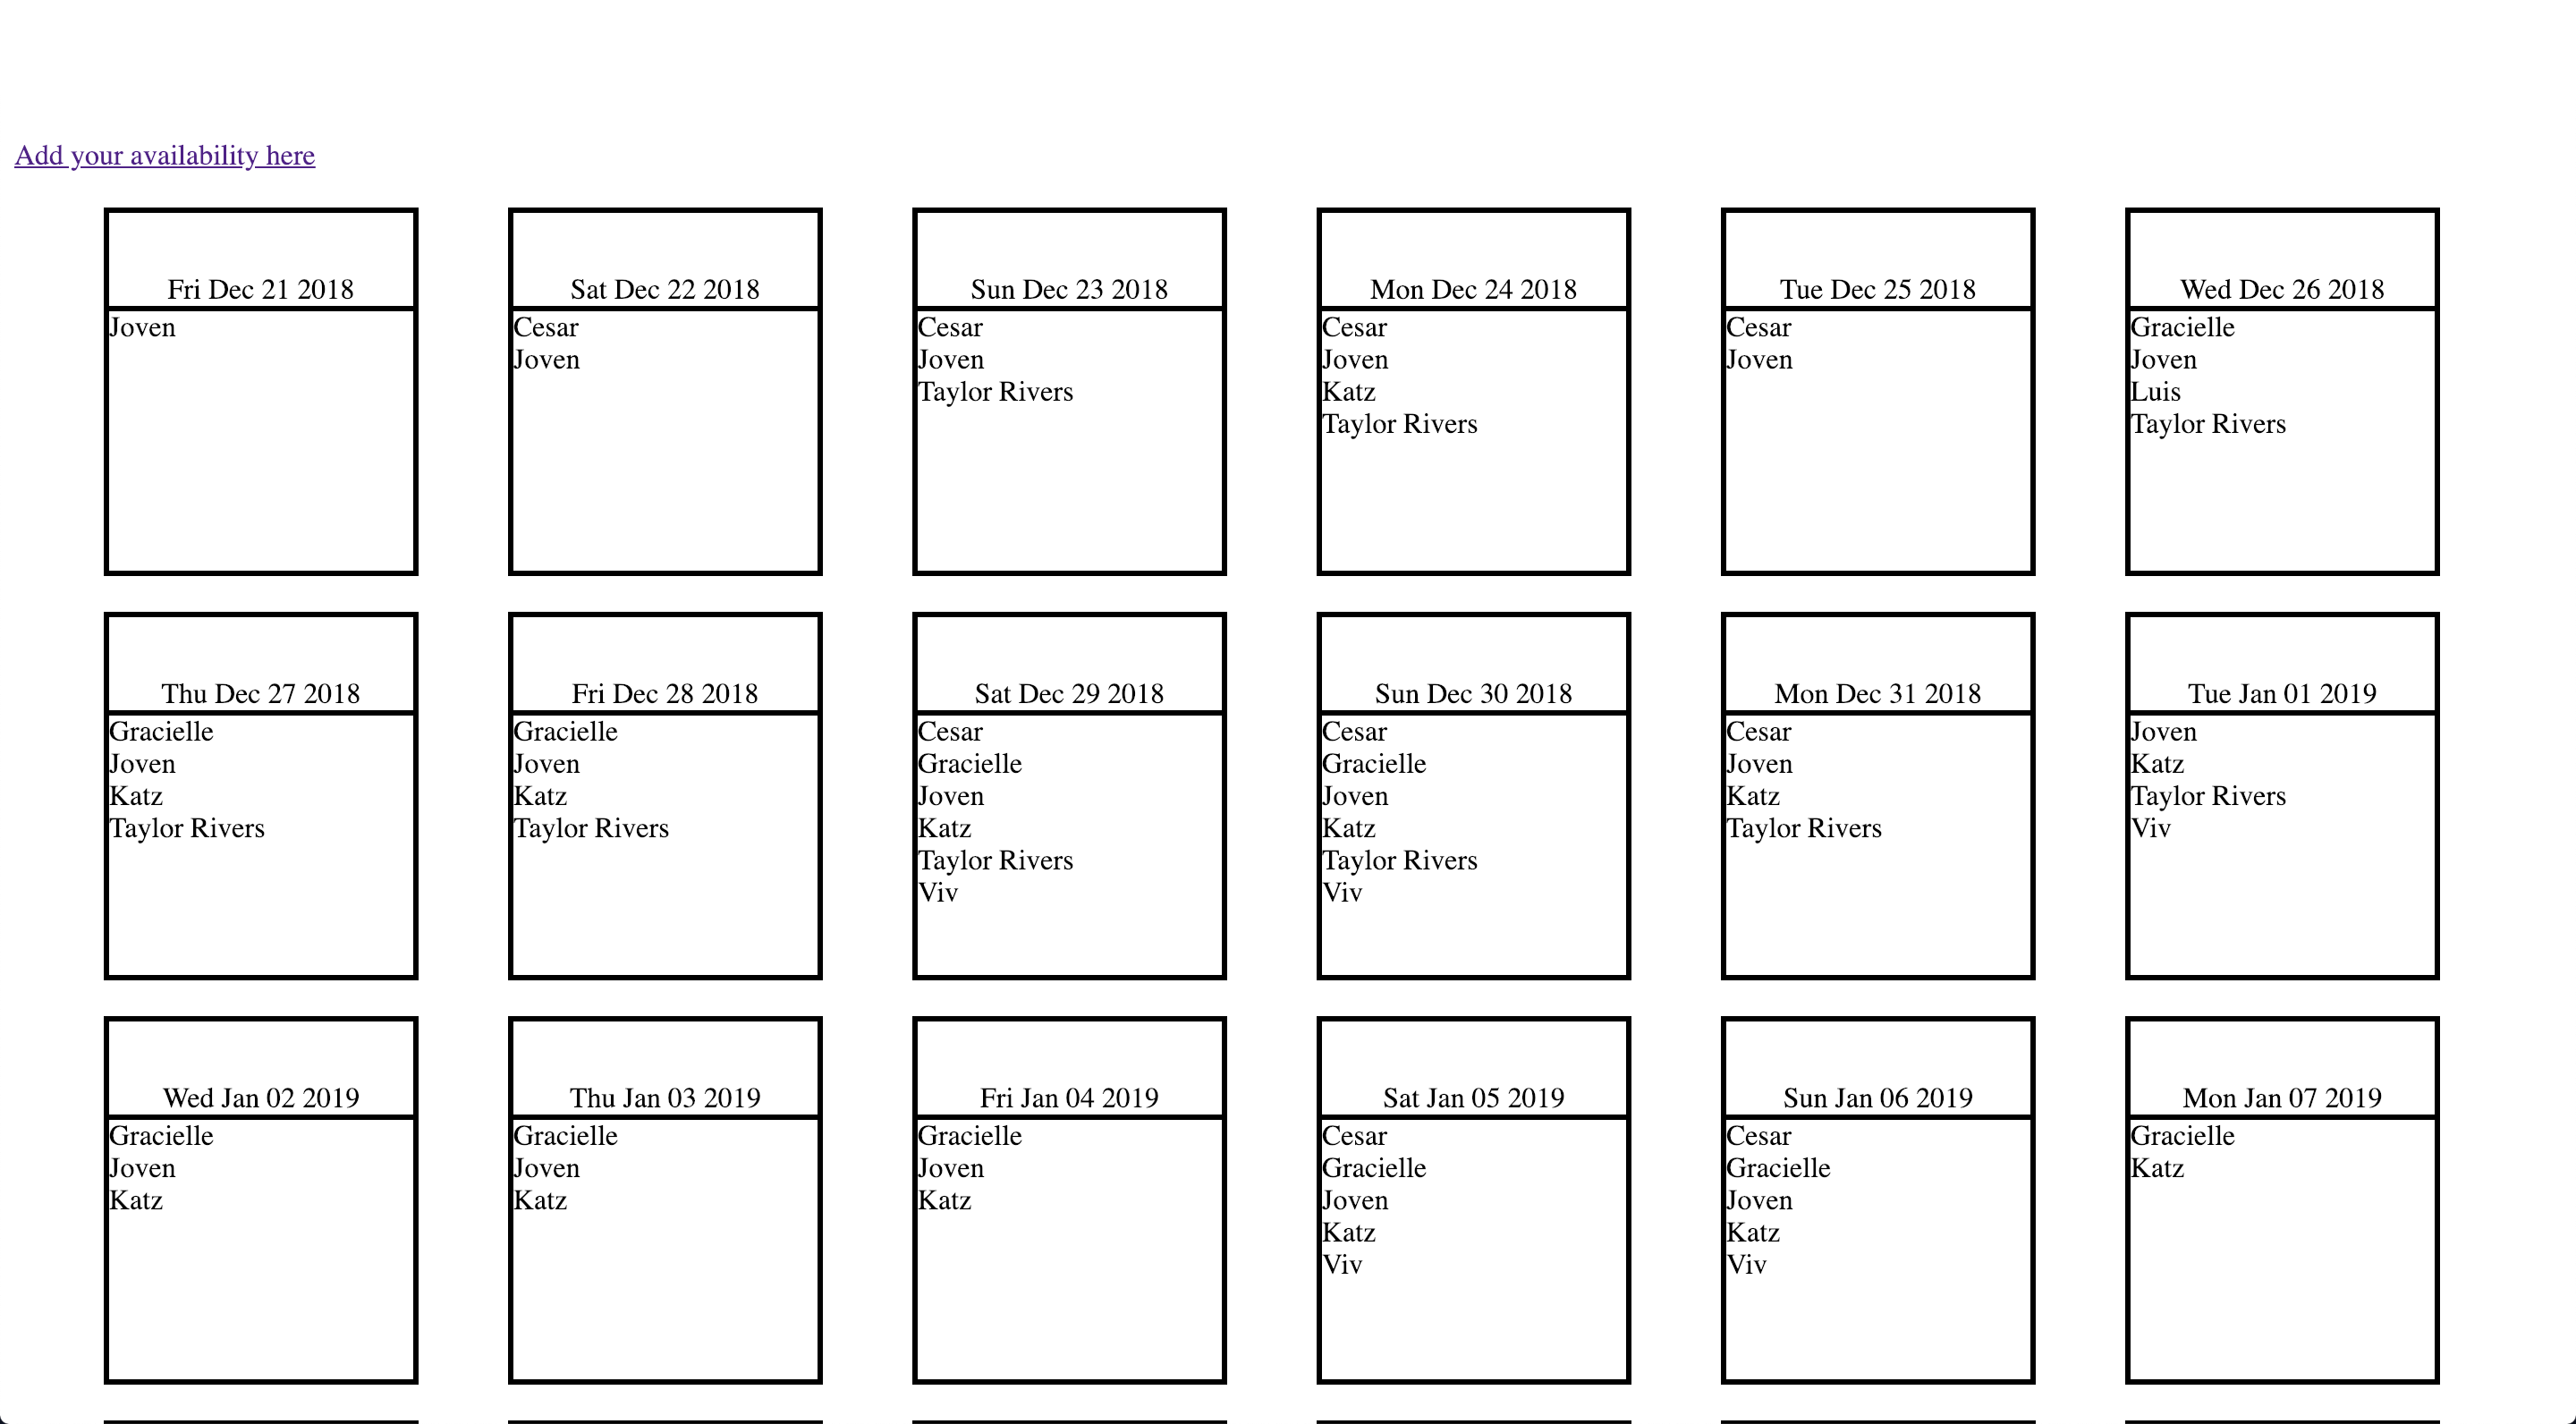 Add your availability here
Fri Dec 21 2018
Joven
Sat Dec 22 2018
Cesar
Joven
Sun Dec 23 2018
Cesar
Joven
Taylor Rivers
Mon Dec 24 2018
Cesar
Joven
Katz
Taylor Rivers
Tue Dec 25 2018
Cesar
Joven
Wed Dec 26 2018
Gracielle
Joven
Luis
Taylor Rivers
Thu Dec 27 2018
Gracielle
Joven
Katz
Taylor Rivers
Fri Dec 28 2018
Gracielle
Joven
Katz
Taylor Rivers
Sat Dec 29 2018
Cesar
Gracielle
Joven
Katz
Taylor Rivers
Viv
Sun Dec 30 2018
Cesar
Gracielle
Joven
Katz
Taylor Rivers
Viv
Mon Dec 31 2018
Cesar
Joven
Katz
Taylor Rivers
Tue Jan 01 2019
Joven
Katz
Taylor Rivers
Viv
Wed Jan 02 2019
Gracielle
Joven
Katz
Thu Jan 03 2019
Gracielle
Joven
Katz
Fri Jan 04 2019
Gracielle
Joven
Katz
Sat Jan 05 2019
Cesar
Gracielle
Joven
Katz
Viv
Sun Jan 06 2019
Cesar
Gracielle
Joven
Katz
Viv
Mon Jan 07 2019
Gracielle
Katz